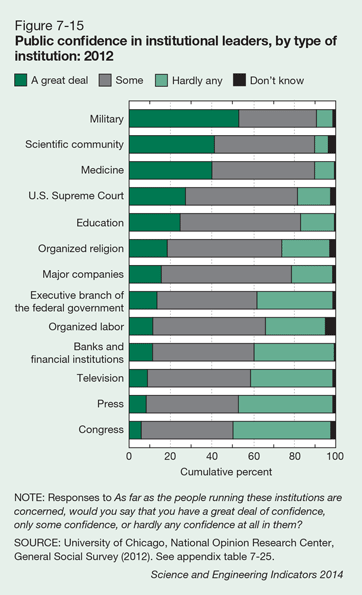 Figure 7-15
Public confidence in institutional leaders, by type of
institution: 2012
A great deal Some Hardly any Don't know
Military
Scientific community
Medicine
U.S. Supreme Court
Education
Organized religion
Major companies
Executive branch of
the federal government
Organized labor
Banks and
financial institutions
Television
Press
Congress
0 20 40 60 80 100
Cumulative percent
NOTE: Responses to As far as the people running these institutions are
concerned, would you say that you have a great deal of confidence,
only some confidence, or hardly any confidence at all in them?
SOURCE: University of Chicago, National Opinion Research Center,
General Social Survey (2012). See appendix table 7-25.
Science and Engineering Indicators 2014